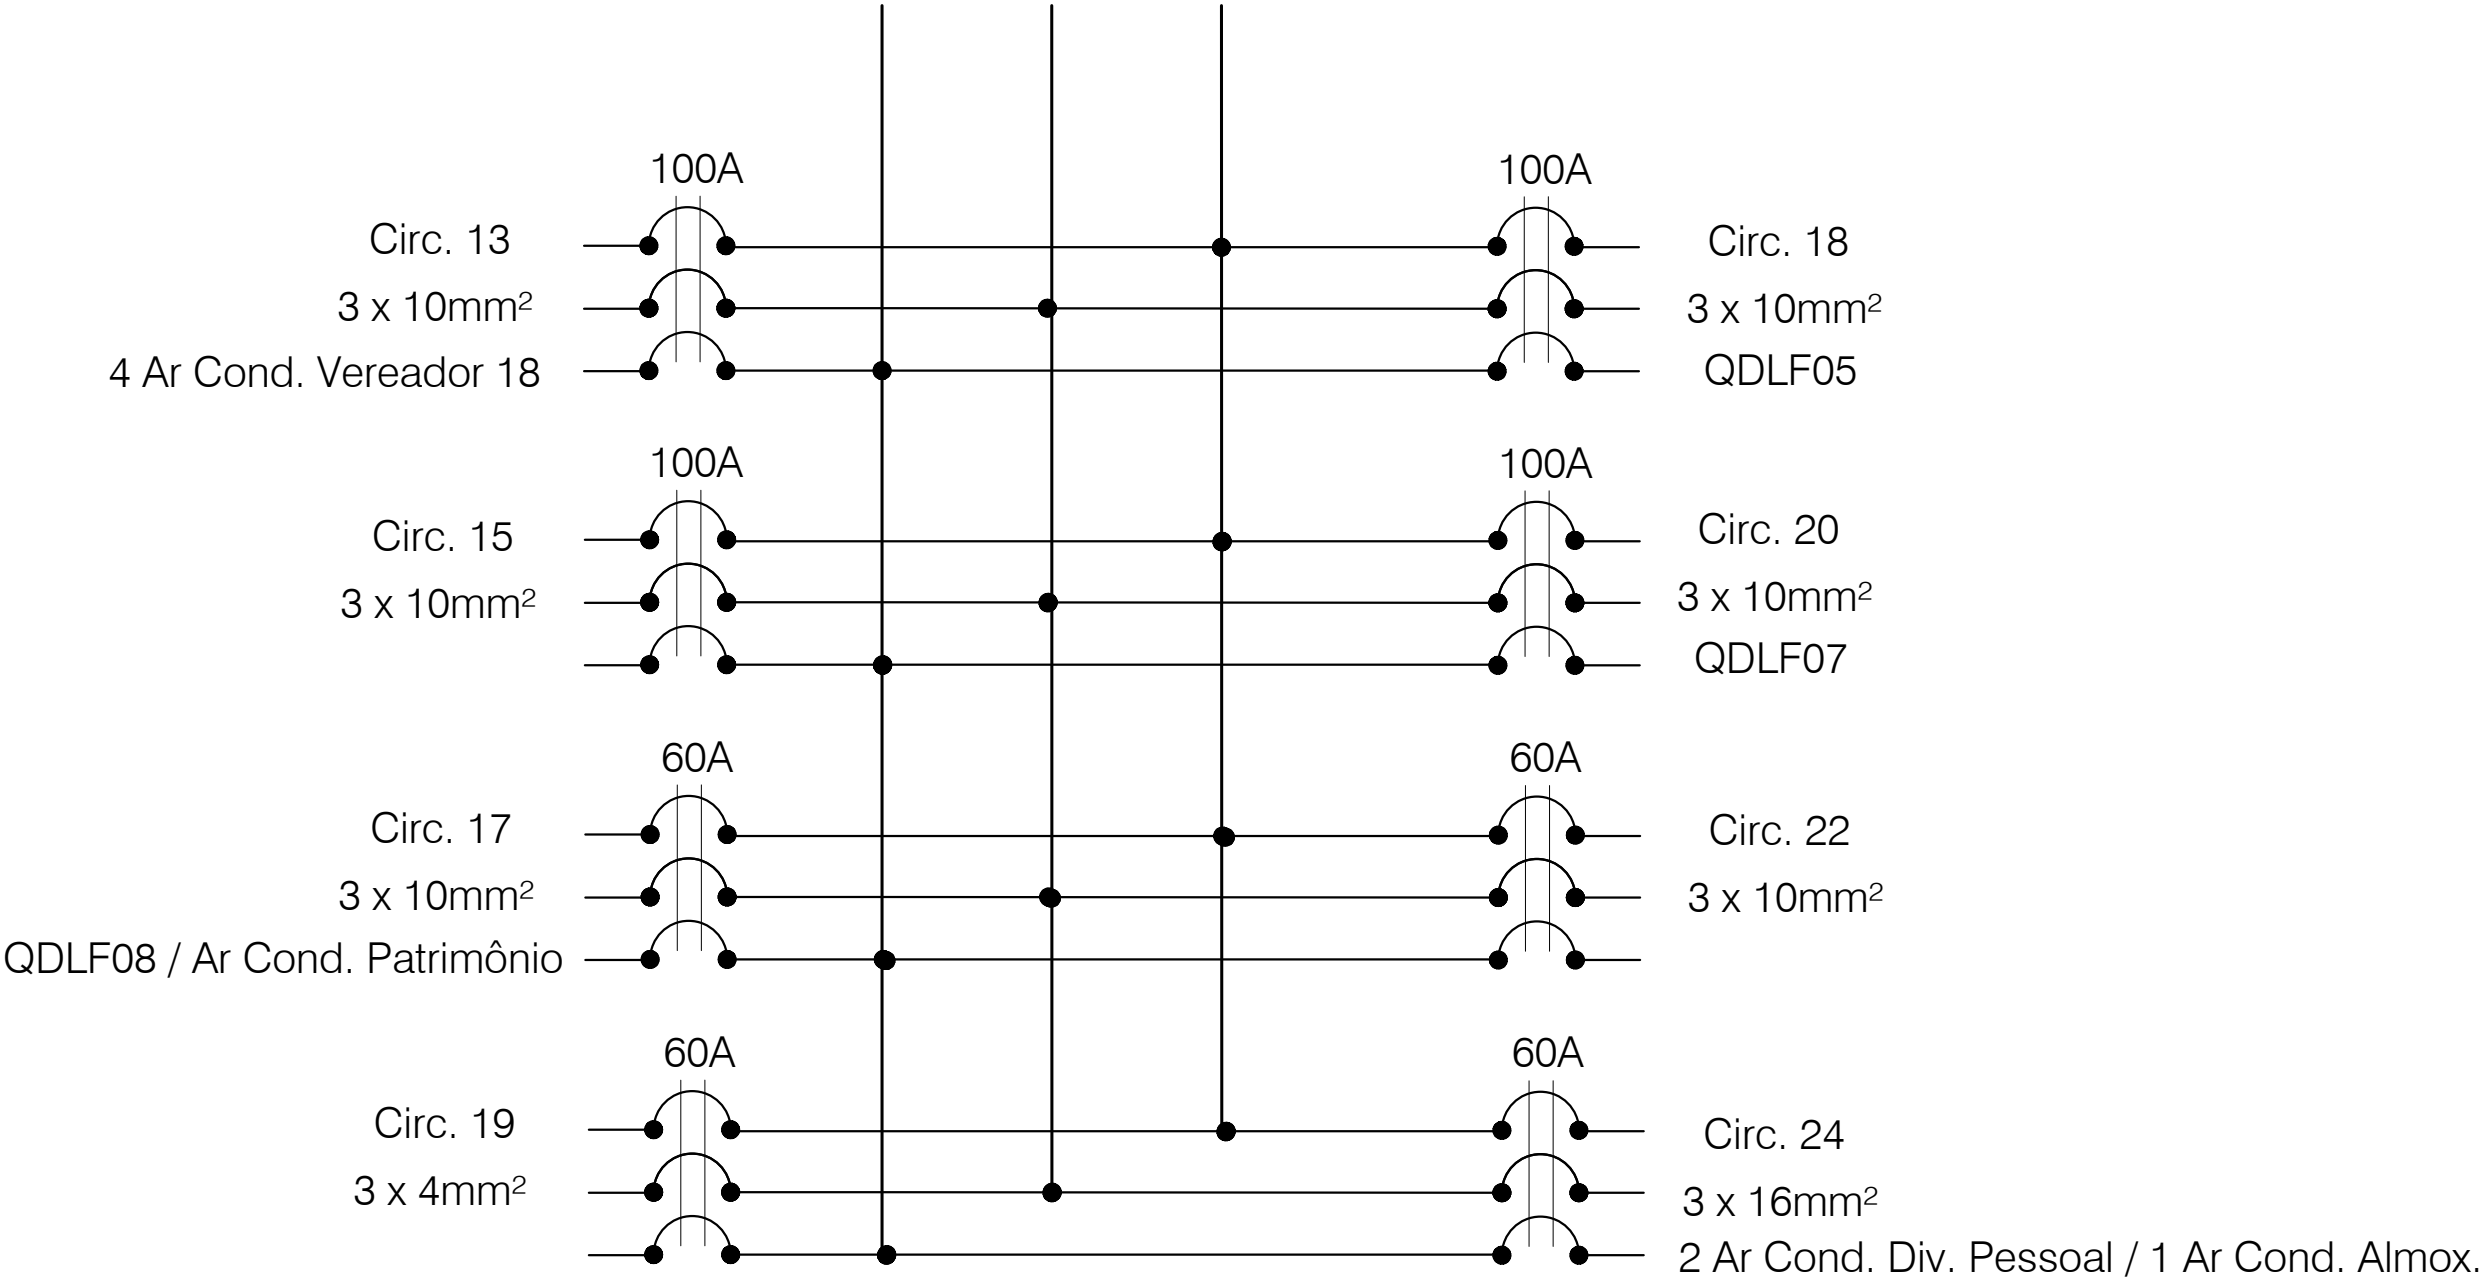 100A
Circ. 13
3 x 10mm²
4 Ar Cond. Vereador 18
100A
Circ. 18
3 x 10mm²
QDLF05
100A
Circ. 15
3 x 10mm²
100A
Circ. 20
3 x 10mm²
QDLF07
60A
Circ. 17
3 x 10mm²
QDLF08 / Ar Cond. Patrimônio
60A
Circ. 22
3 x 10mm²
60A
Circ. 19
3 x 4mm²
60A
Circ. 24
3 x 16mm²
2 Ar Cond. Div. Pessoal / 1 Ar Cond. Almox.